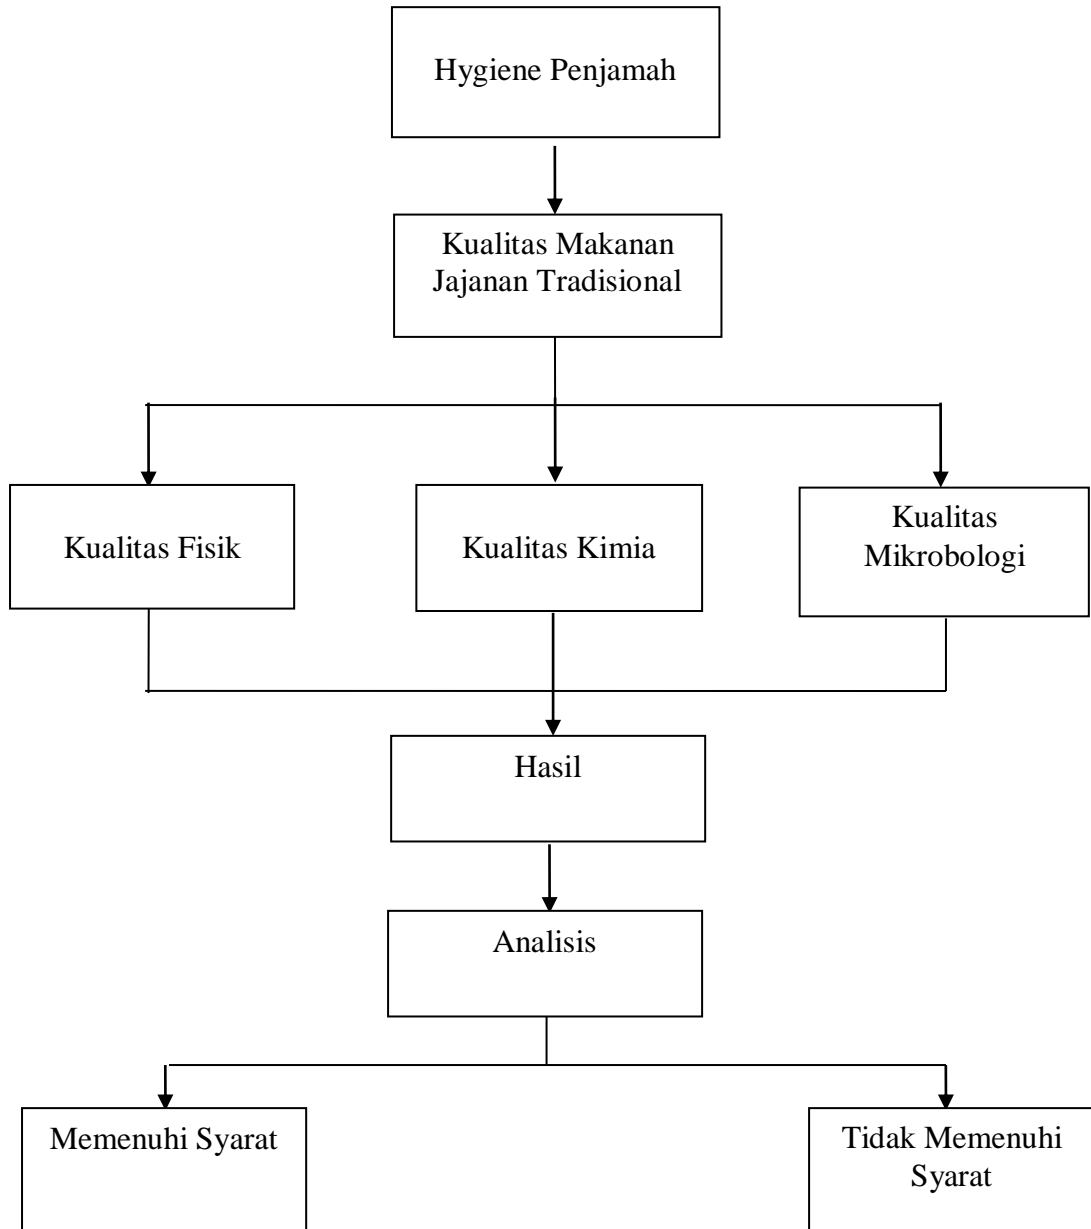 Hygiene Penjamah
Kualitas Makanan
Jajanan Tradisional
Kualitas Fisik
Kualitas Kimia
Kualitas
Mikrobologi
Hasil
Analisis
Memenuhi Syarat
Tidak Memenuhi
Syarat